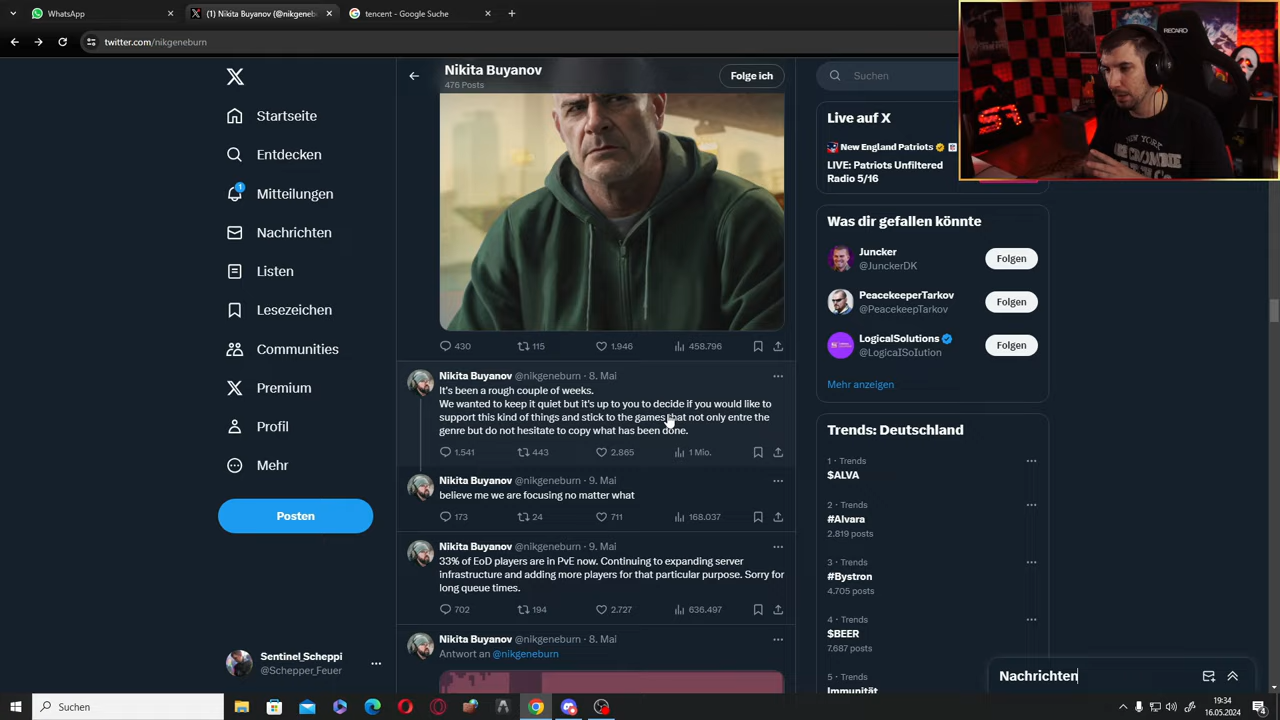 WhatsApp
(1) Nikita Buyanov (@nikgeneburn
tencent - Google Suche
twitter.com/nikgeneburn
Startseite
Entdecken
1
Mitteilungen
Nachrichten
Listen
Lesezeichen
Communities
Premium
Profil
Mehr
Posten
Sentinel_Scheppi
@Schepper_Feuer
Nikita Buyanov
476 Posts
Folge ich
430 115 1.946 458.796
Nikita Buyanov @nikgeneburn · 8. Mai
It's been a rough couple of weeks.
We wanted to keep it quiet but it's up to you to decide if you would like to
support this kind of things and stick to the games that not only entre the
genre but do not hesitate to copy what has been done.
1.541 443 2.865 1 Mio.
Nikita Buyanov @nikgeneburn · 9. Mai
believe me we are focusing no matter what
173 24 711 168.037
Nikita Buyanov @nikgeneburn · 9. Mai
33% of EoD players are in PvE now. Continuing to expanding server
infrastructure and adding more players for that particular purpose. Sorry for
long queue times.
702 194 2.727 636.497
Nikita Buyanov @nikgeneburn · 8. Mai
Antwort an @nikgeneburn
Suchen
Live auf X
New England Patriots
LIVE: Patriots Unfiltered
Radio 5/16
Was dir gefallen könnte
Juncker
@JunckerDK
Folgen
PeacekeeperTarkov
@PeacekeepTarkov
Folgen
LogicalSolutions
@LogicaISoIution
Folgen
Mehr anzeigen
Trends: Deutschland
1 · Trends
$ALVA
2 · Trends
#Alvara
2.819 posts
3 · Trends
#Bystron
4.705 posts
4 · Trends
$BEER
7.687 posts
5 · Trends
Immunität
Nachrichten
RECARO
NEW YORK
Suchen
19:34
16.05.2024
4